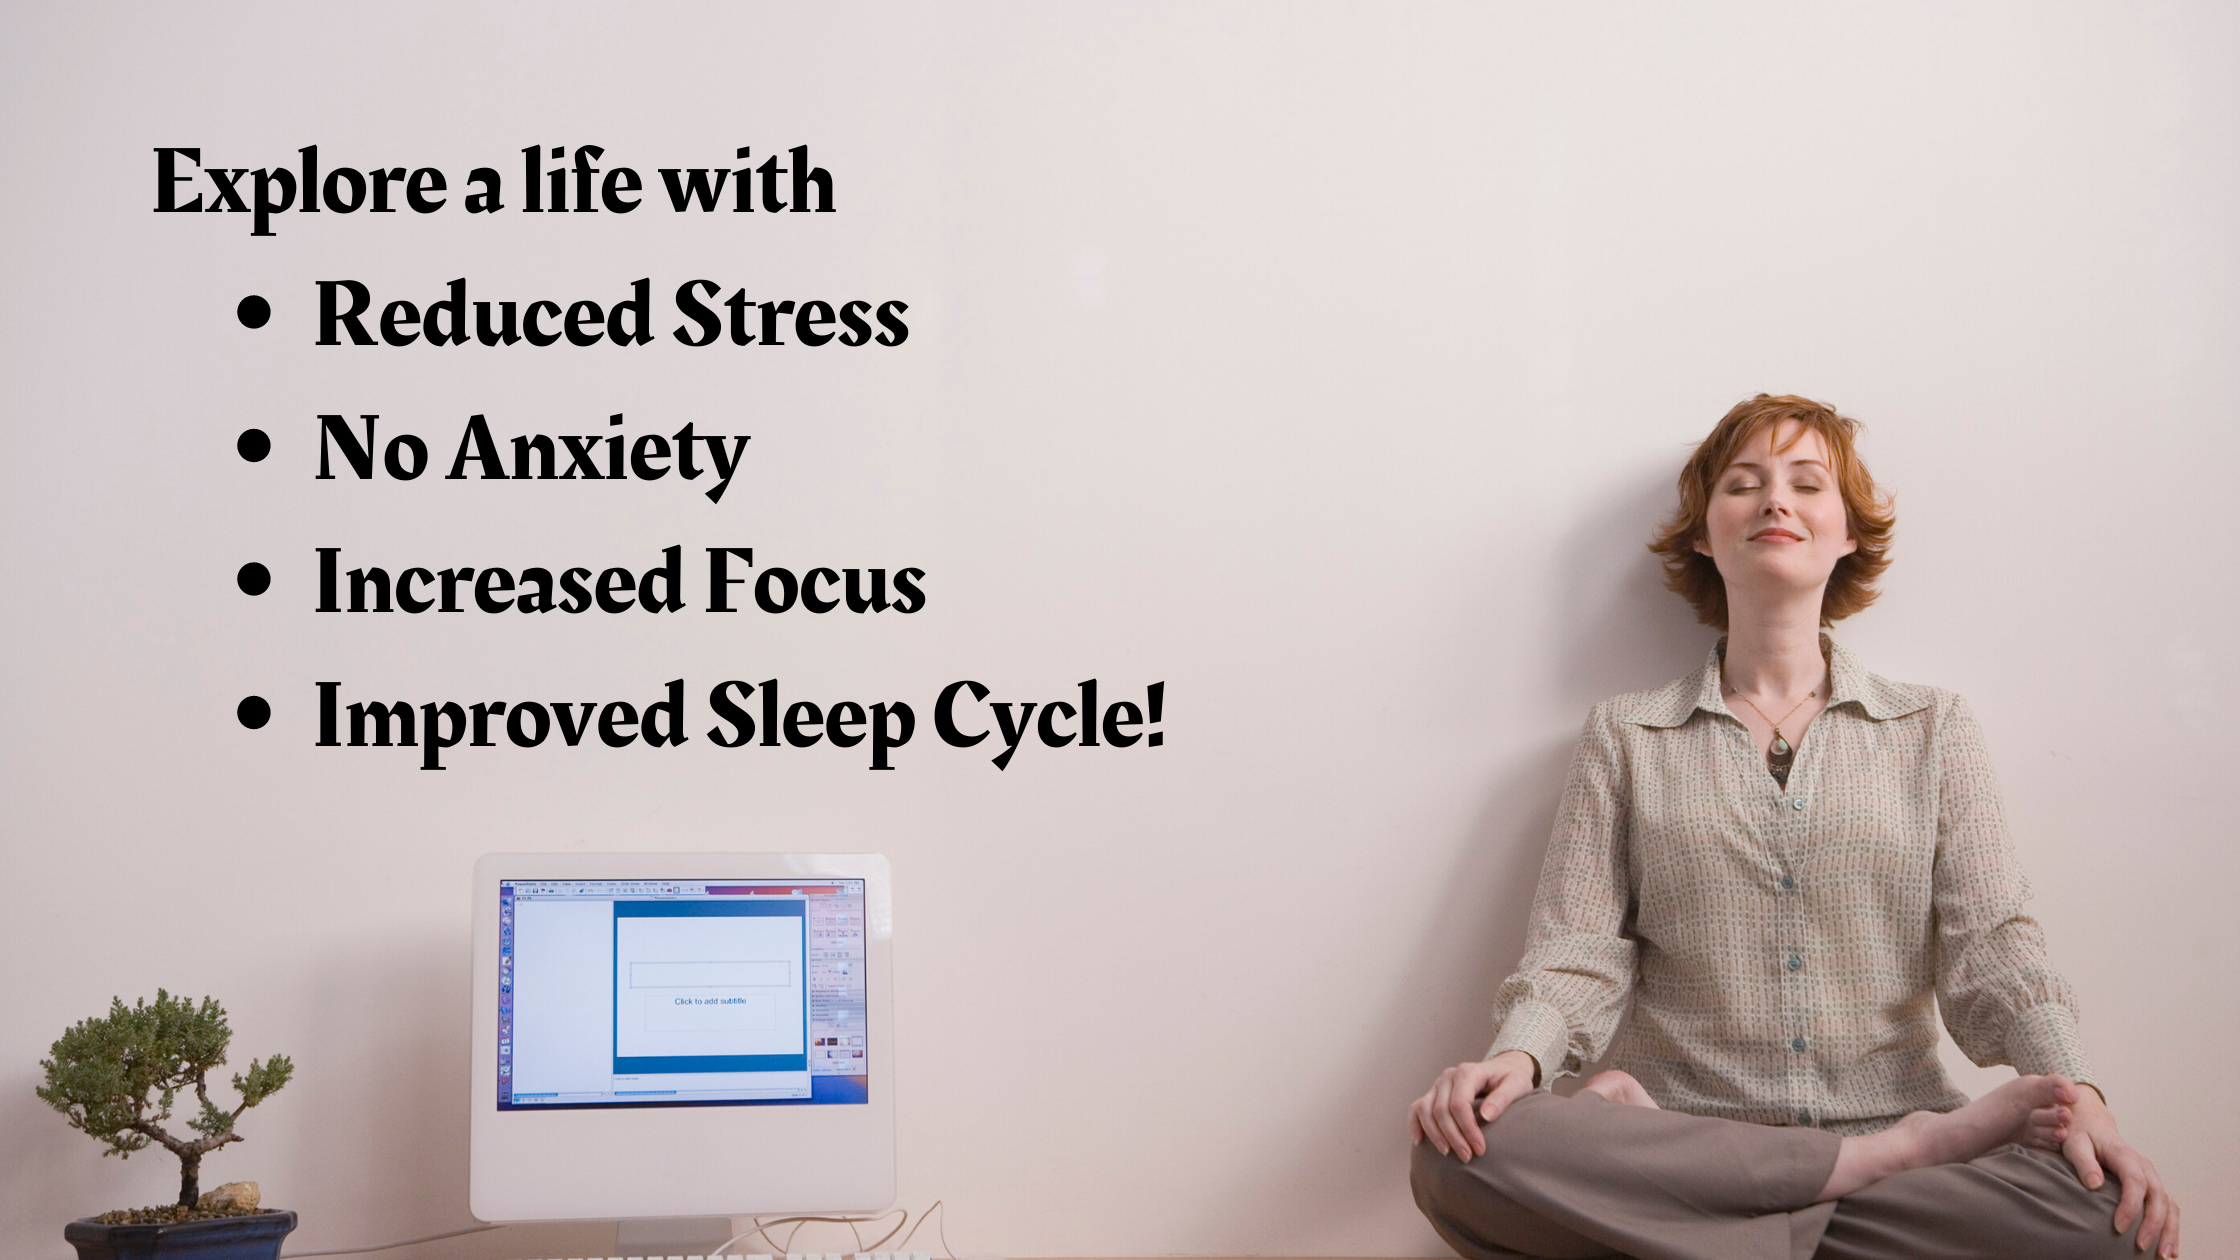 Explore a life with
• Reduced Stress
• No Anxiety
• Increased Focus
• Improved Sleep Cycle!
Click to add subtitle